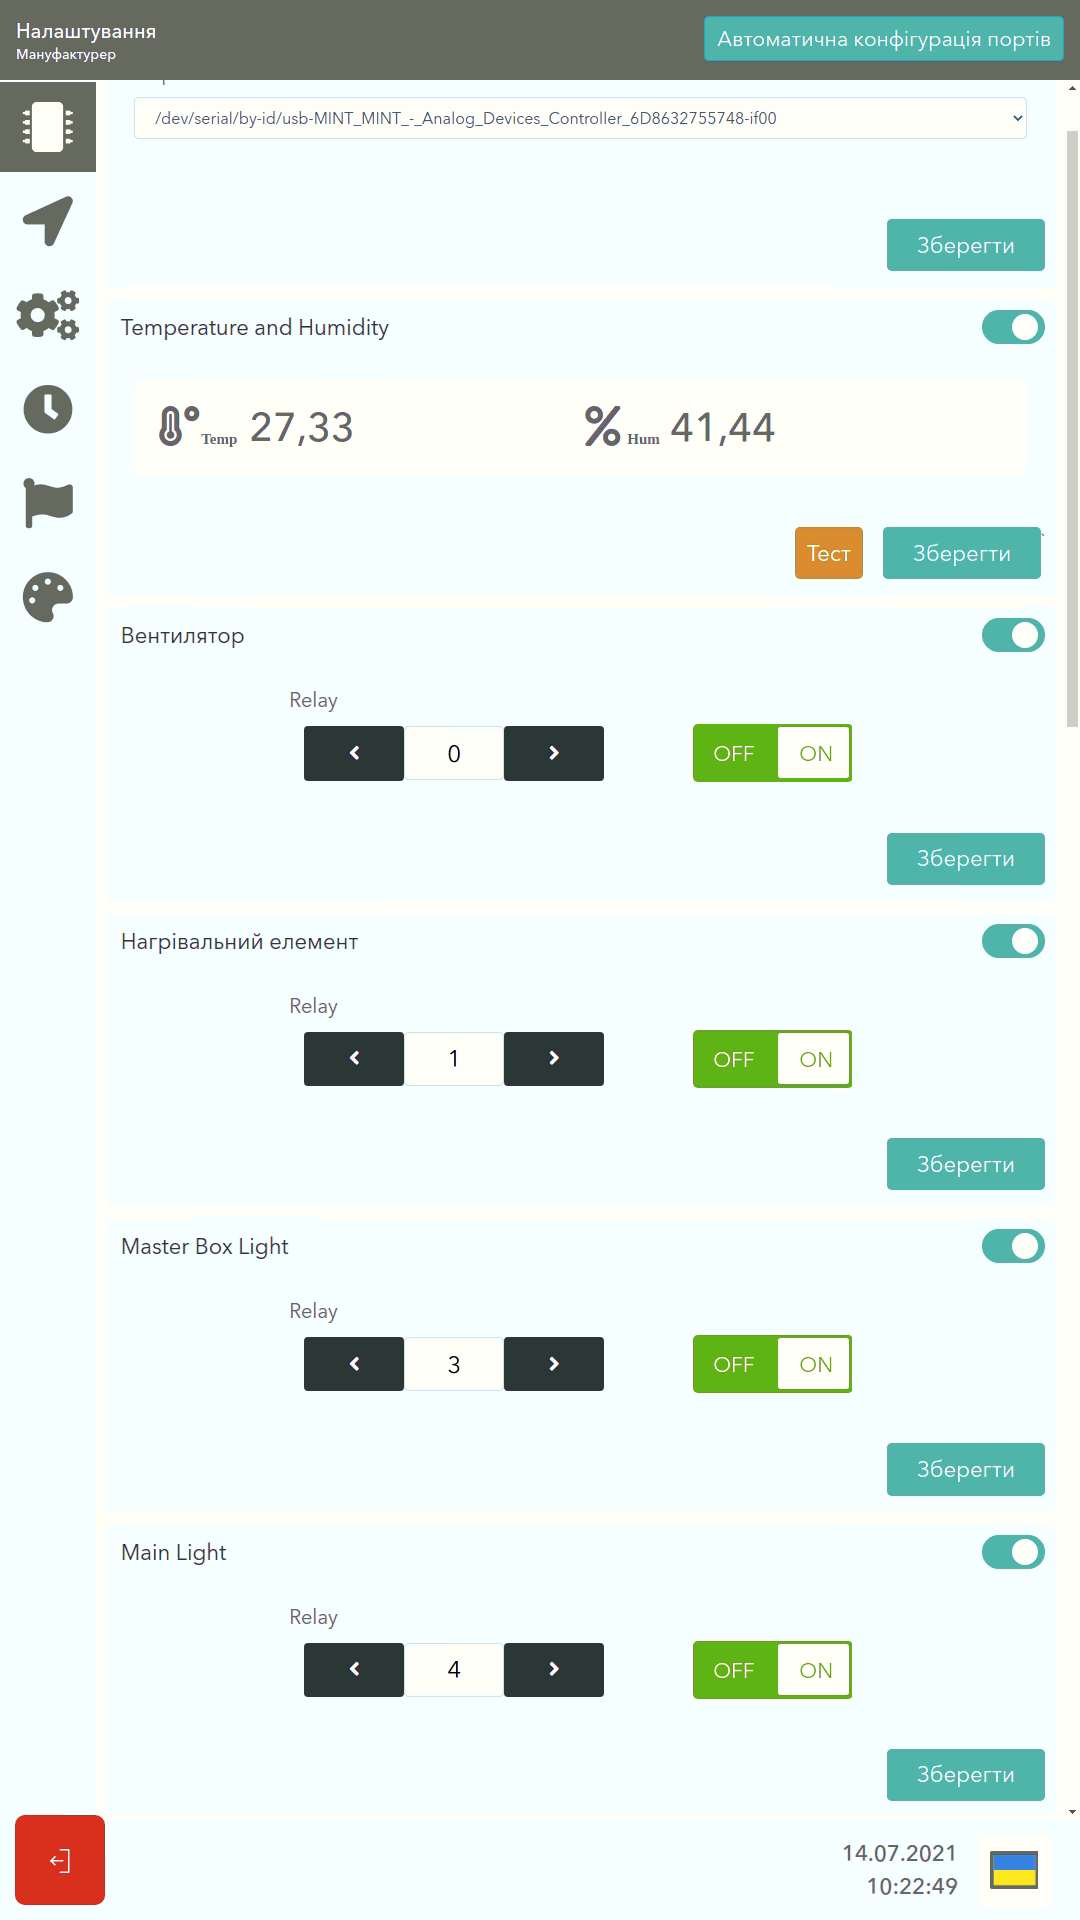 Налаштування
Мануфактурер
Автоматична конфігурація портів
/dev/serial/by-id/usb-MINT_MINT_-_Analog_Devices_Controller_6D8632755748-if00
Зберегти
Temperature and Humidity
Temp 27,33
% Hum 41,44
Тест
Зберегти
Вентилятор
Relay
0
OFF ON
Зберегти
Нагрівальний елемент
Relay
1
OFF ON
Зберегти
Master Box Light
Relay
3
OFF ON
Зберегти
Main Light
Relay
4
OFF ON
Зберегти
14.07.2021
10:22:49